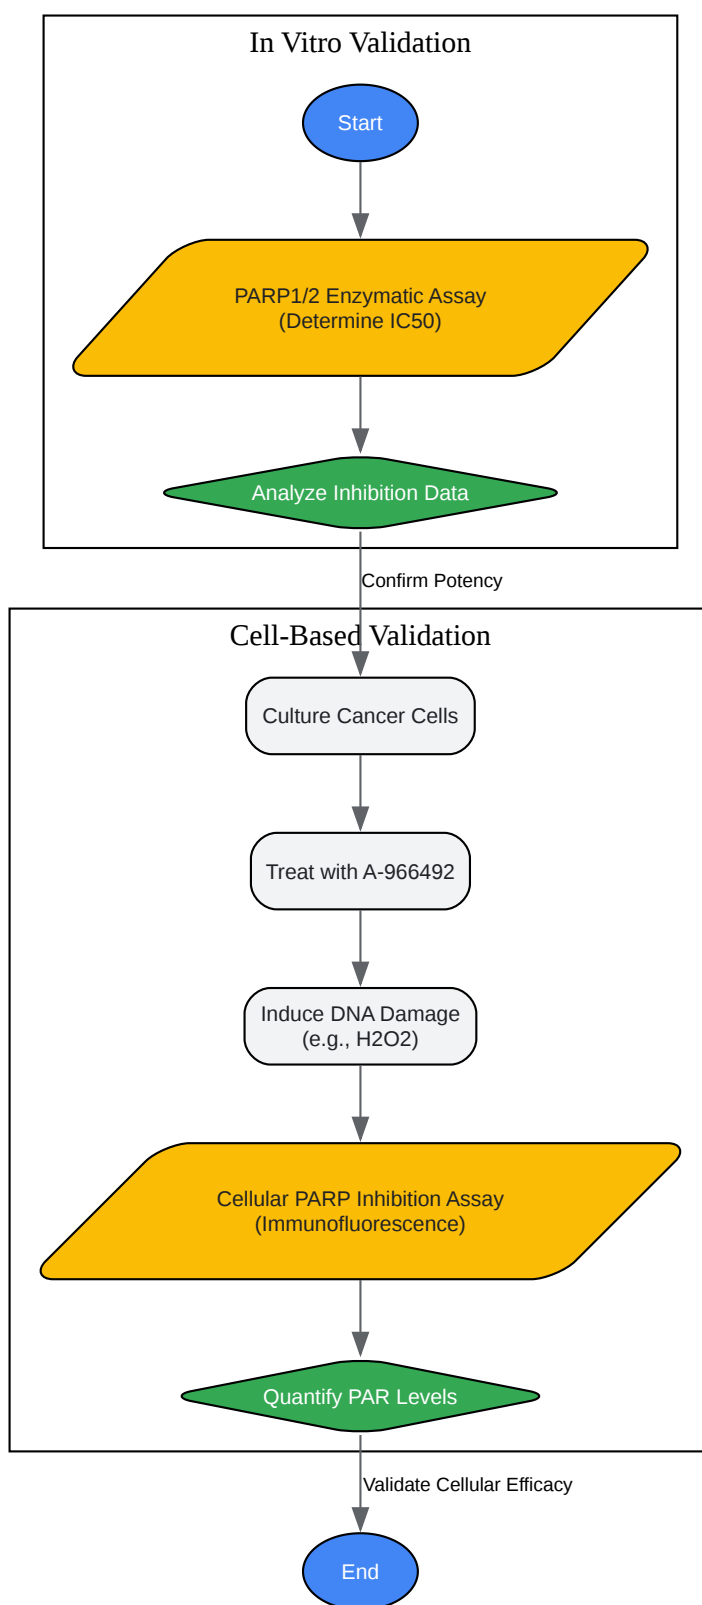 In Vitro Validation
Start
PARP1/2 Enzymatic Assay
(Determine IC50)
Analyze Inhibition Data
Confirm Potency
Cell-Based Validation
Culture Cancer Cells
Treat with A-966492
Induce DNA Damage
(e.g., H2O2)
Cellular PARP Inhibition Assay
(Immunofluorescence)
Quantify PAR Levels
Validate Cellular Efficacy
End